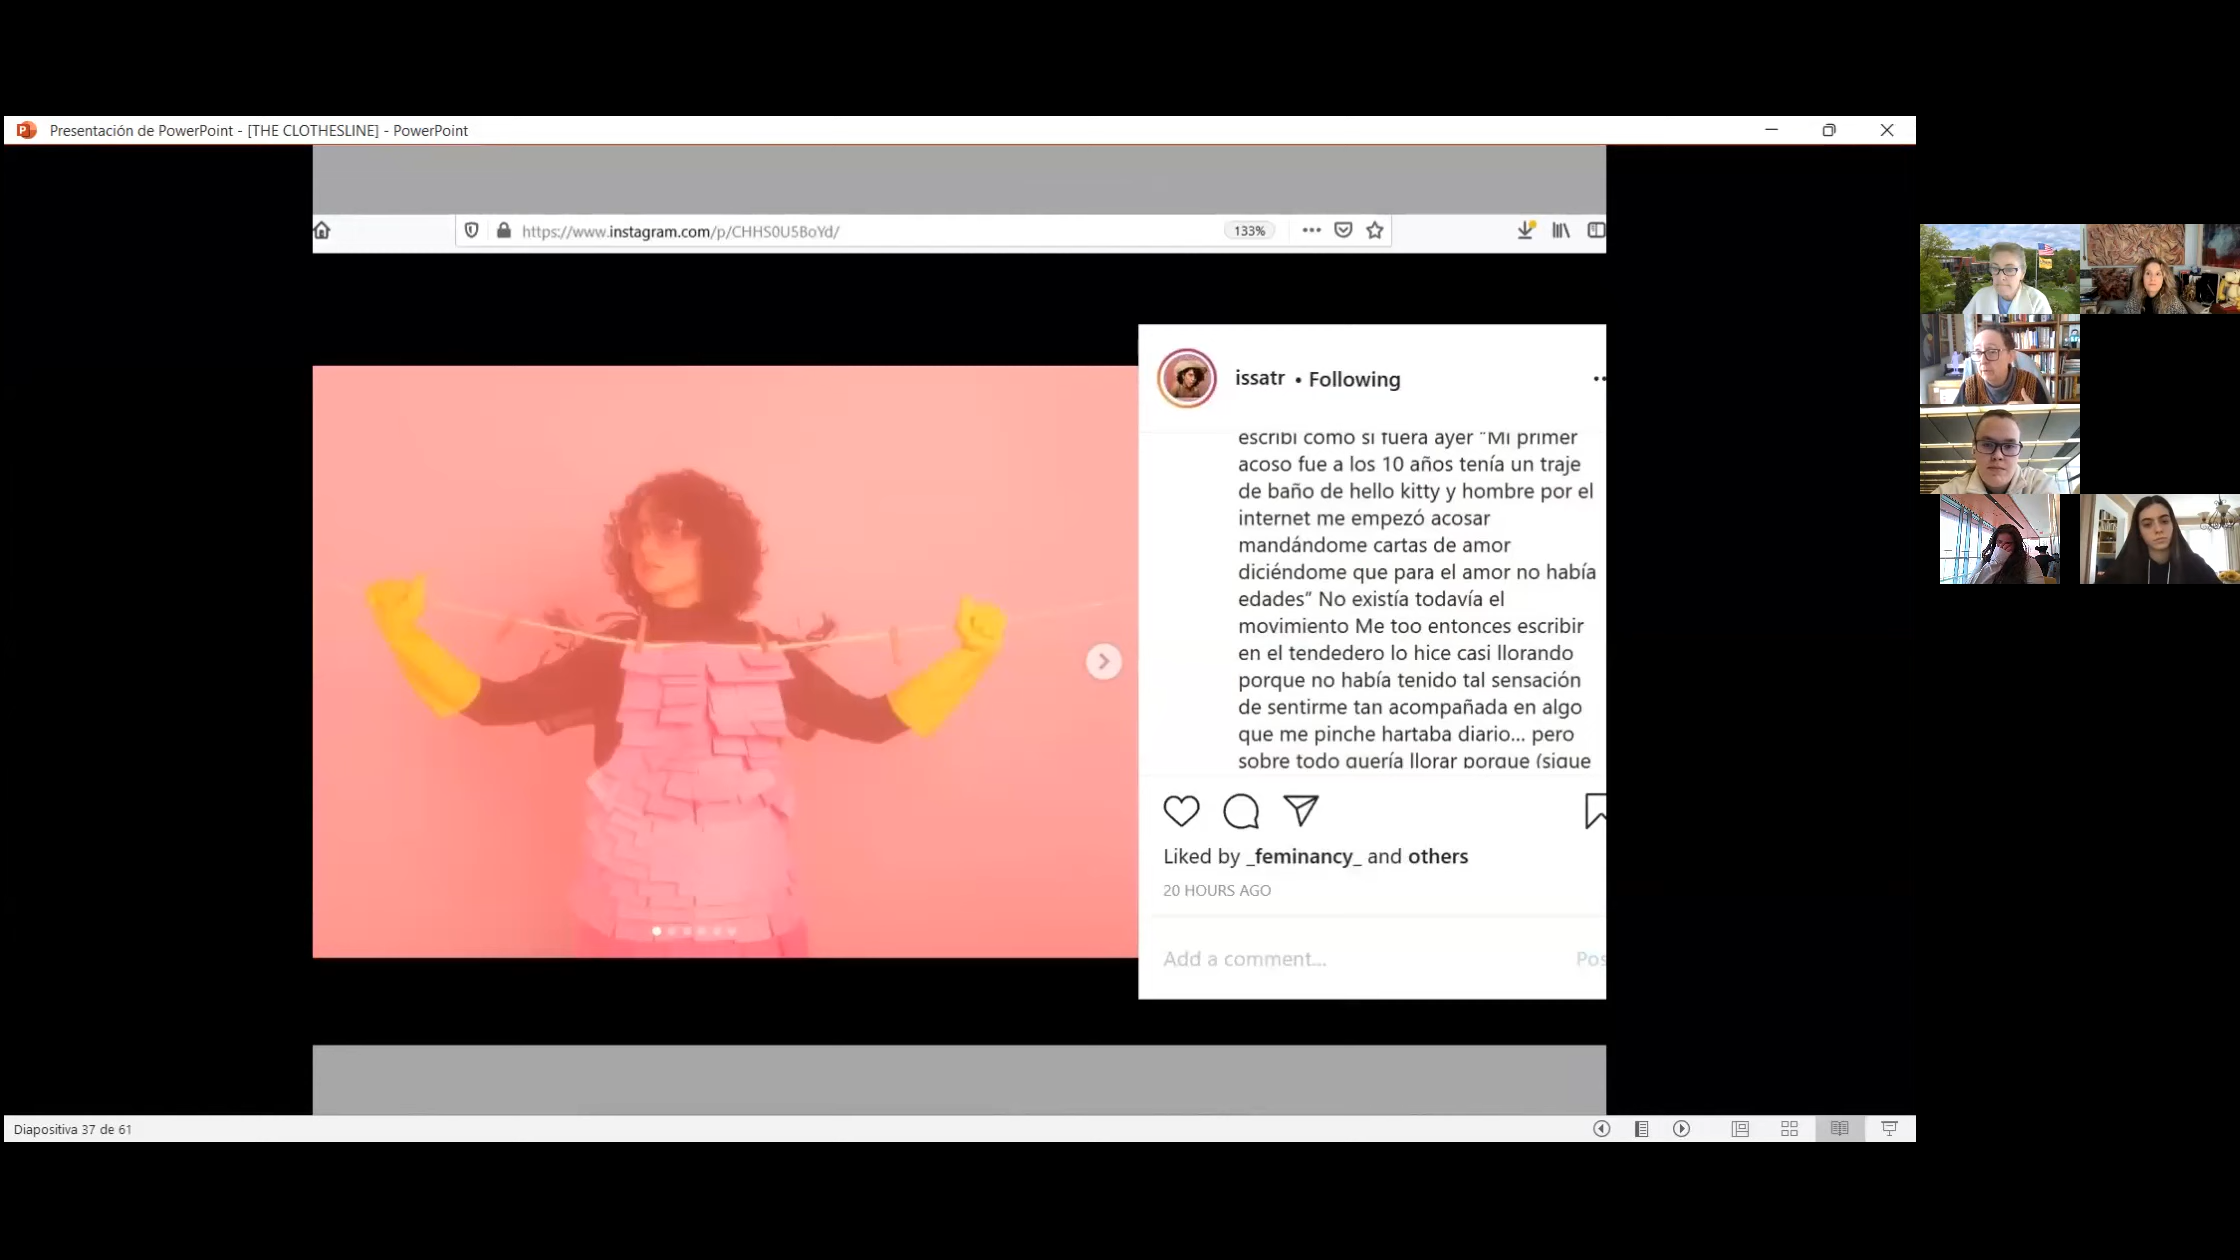 Presentación de PowerPoint - [THE CLOTHESLINE] - PowerPoint
https://www.instagram.com/p/CHHS0U5BoYd/
133%
issatr • Following
escribí como si fuera ayer "Mi primer
acoso fue a los 10 años tenía un traje
de baño de hello kitty y hombre por el
internet me empezó acosar
mandándome cartas de amor
diciéndome que para el amor no había
edades" No existía todavía el
movimiento Me too entonces escribir
en el tendedero lo hice casi llorando
porque no había tenido tal sensación
de sentirme tan acompañada en algo
que me pinche hartaba diario... pero
sobre todo quería llorar porque (sigue
Liked by _feminancy_ and others
20 HOURS AGO
Add a comment...
Pos
Diapositiva 37 de 61